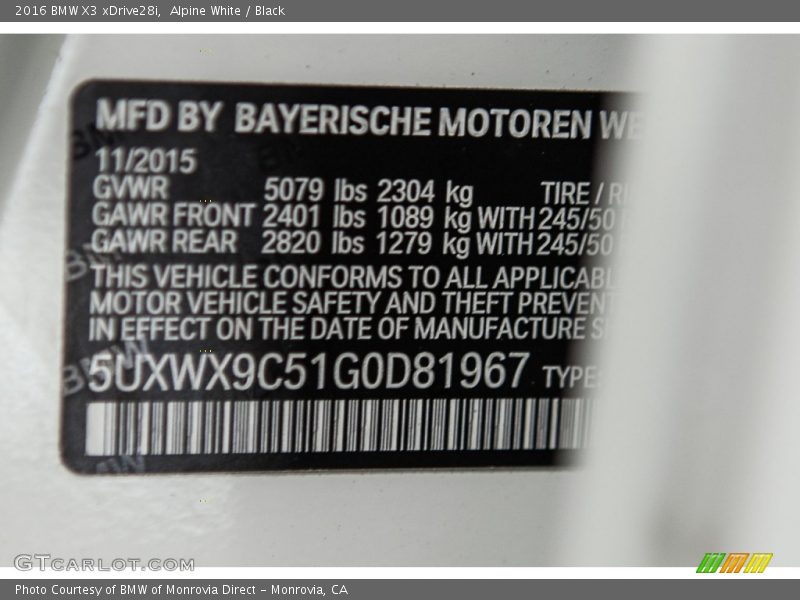 2016 BMW X3 xDrive28i,  Alpine White / Black
MFD BY BAYERISCHE MOTOREN WE
11/2015
GVWR 5079 lbs 2304 kg TIRE / RI
GAWR FRONT 2401 lbs 1089 kg WITH 245/50
GAWR REAR 2820 lbs 1279 kg WITH 245/50
THIS VEHICLE CONFORMS TO ALL APPLICABL
MOTOR VEHICLE SAFETY AND THEFT PREVENT
IN EFFECT ON THE DATE OF MANUFACTURE S
5UXWX9C51G0D81967 TYPE
GTCARLOT.COM
Photo Courtesy of BMW of Monrovia Direct – Monrovia, CA